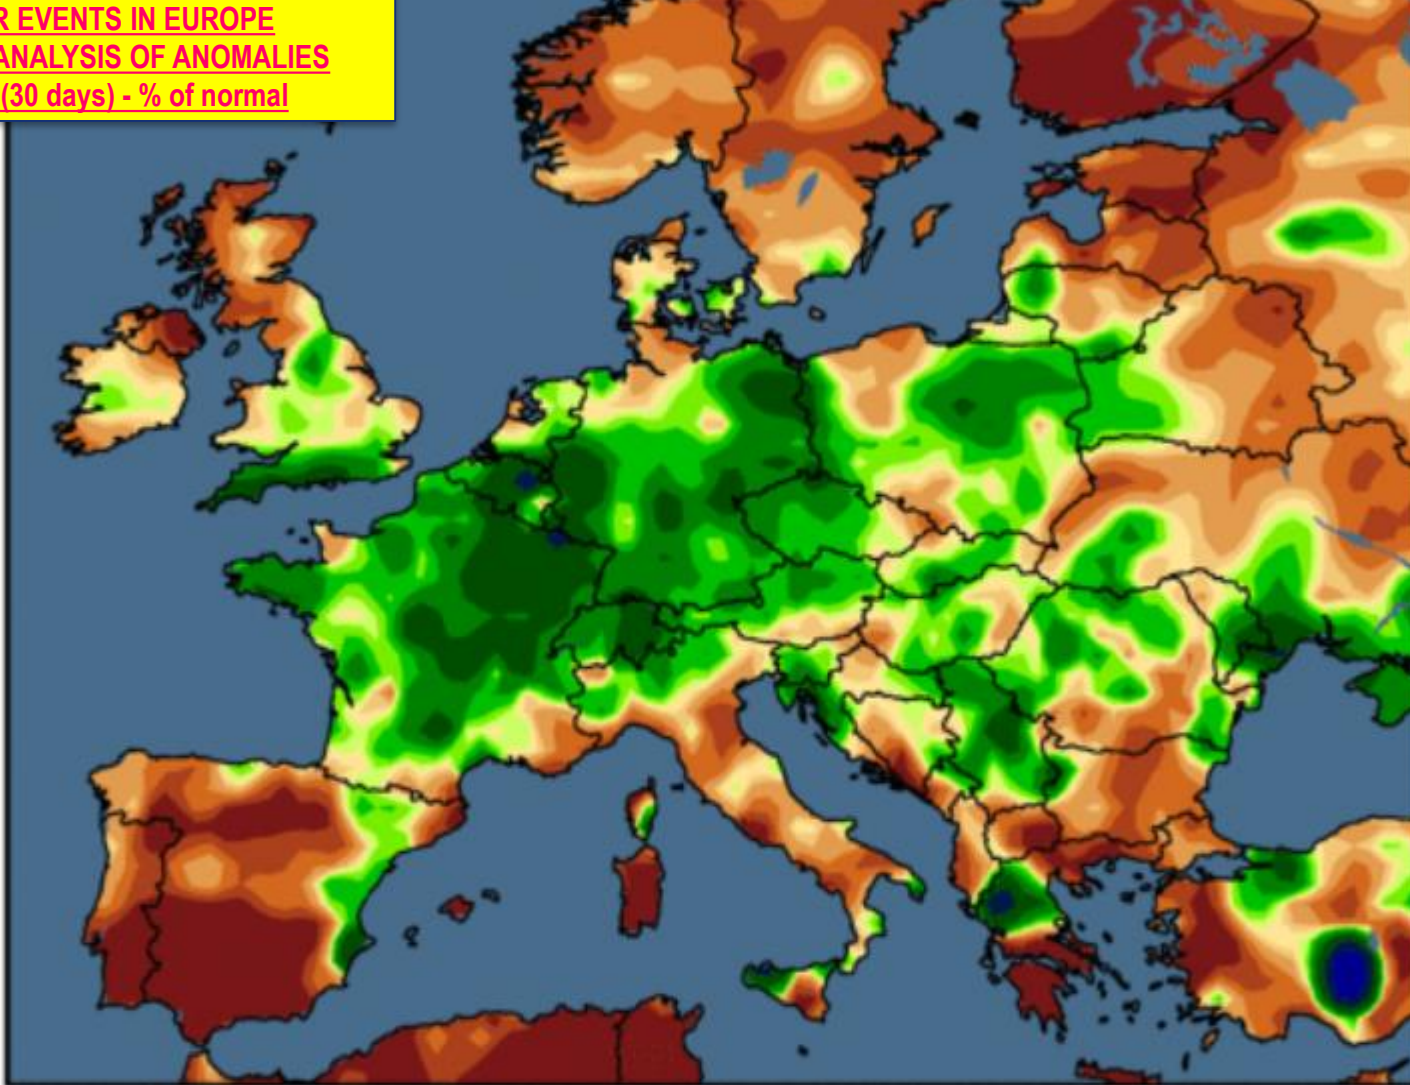 R EVENTS IN EUROPE
ANALYSIS OF ANOMALIES
(30 days) - % of normal